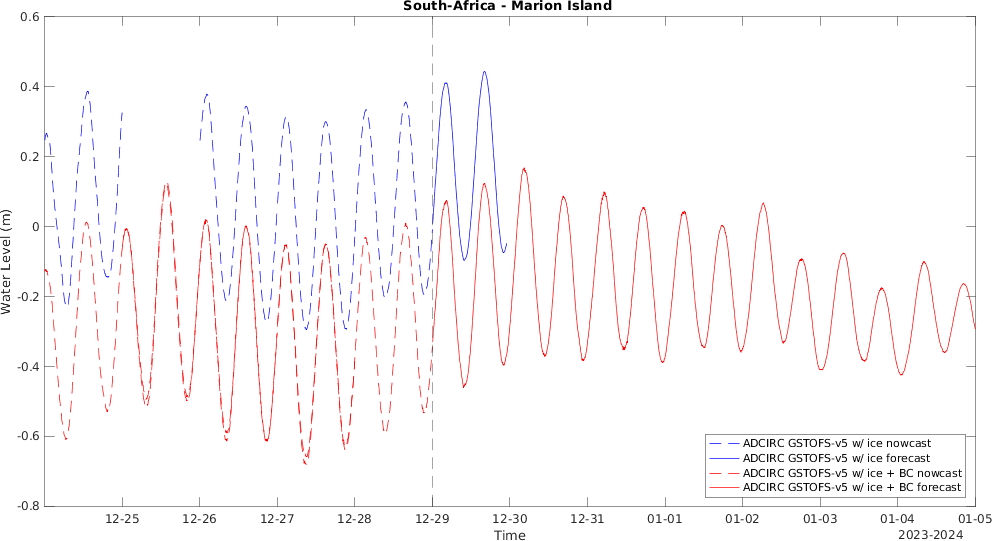 South-Africa - Marion Island
Water Level (m)
0.6
0.4
0.2
0
-0.2
-0.4
-0.6
-0.8
ADCIRC GSTOFS-v5 w/ ice nowcast
ADCIRC GSTOFS-v5 w/ ice forecast
ADCIRC GSTOFS-v5 w/ ice + BC nowcast
ADCIRC GSTOFS-v5 w/ ice + BC forecast
12-25 12-26 12-27 12-28 12-29 12-30 12-31 01-01 01-02 01-03 01-04 01-05
Time
2023-2024